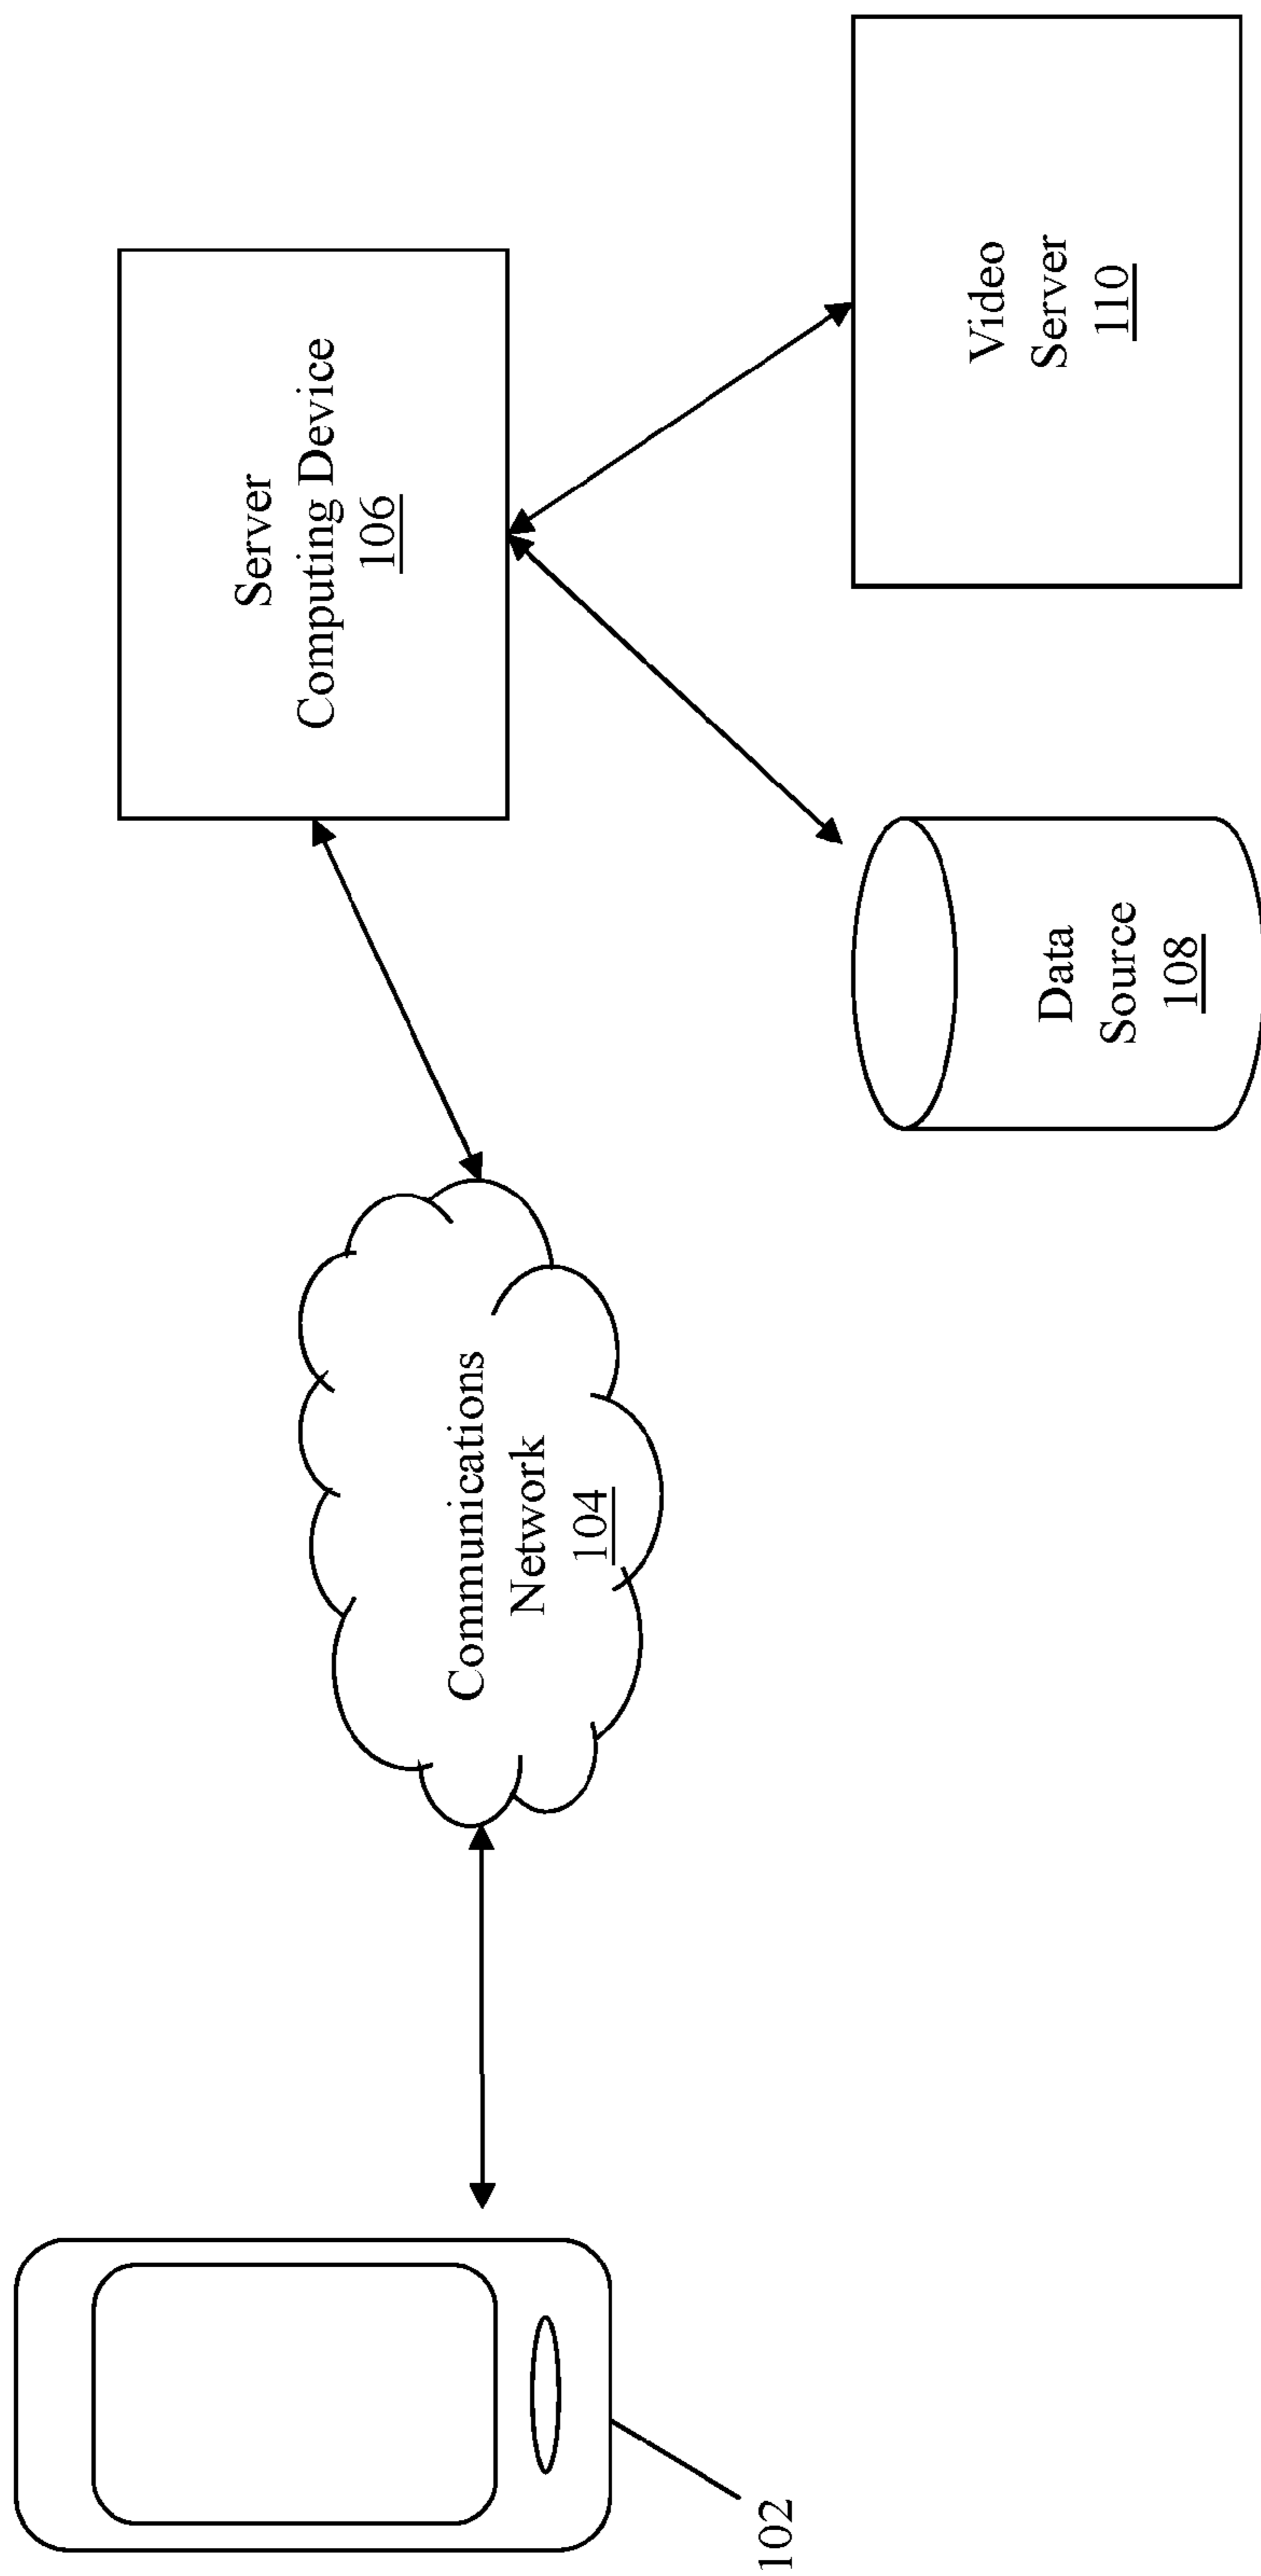 102
Communications
Network
104
Server
Computing Device
106
Data
Source
108
Video
Server
110